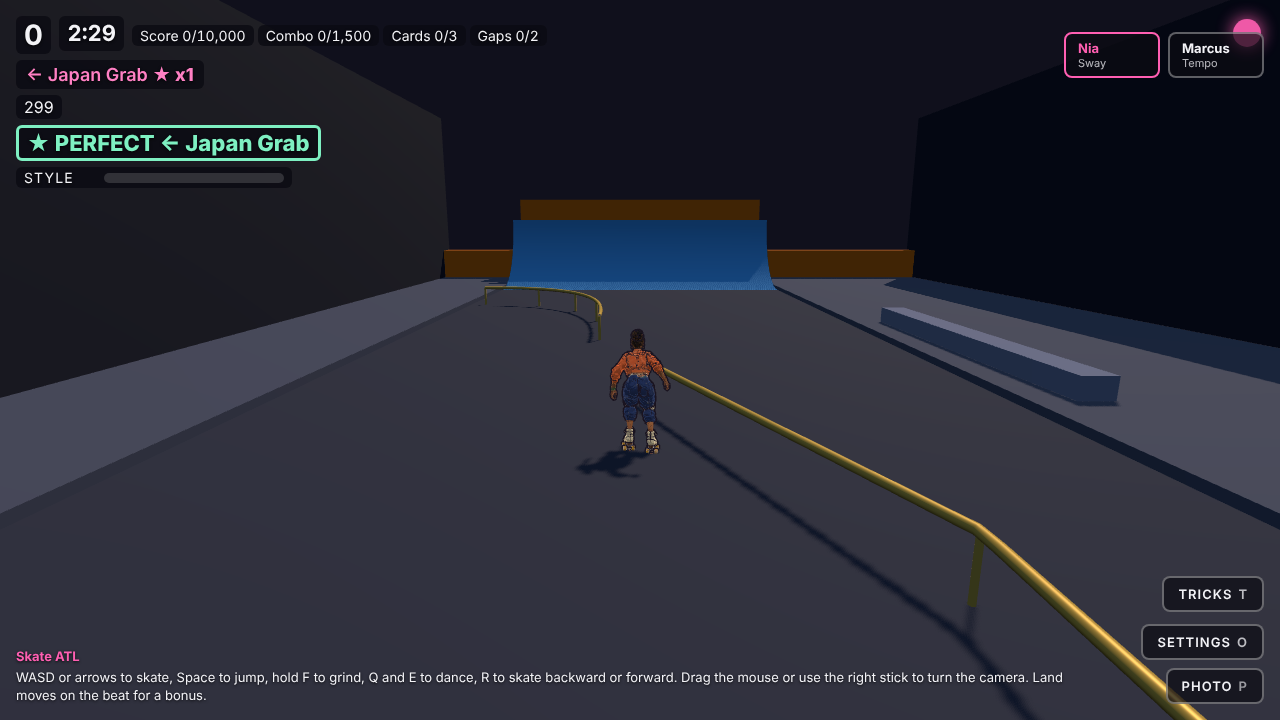 0 2:29 Score 0/10,000 Combo 0/1,500 Cards 0/3 Gaps 0/2
← Japan Grab ★ x1
299
★ PERFECT ← Japan Grab
STYLE
Nia
Sway
Marcus
Tempo
TRICKS T
SETTINGS O
PHOTO P
Skate ATL
WASD or arrows to skate, Space to jump, hold F to grind, Q and E to dance, R to skate backward or forward. Drag the mouse or use the right stick to turn the camera. Land
moves on the beat for a bonus.